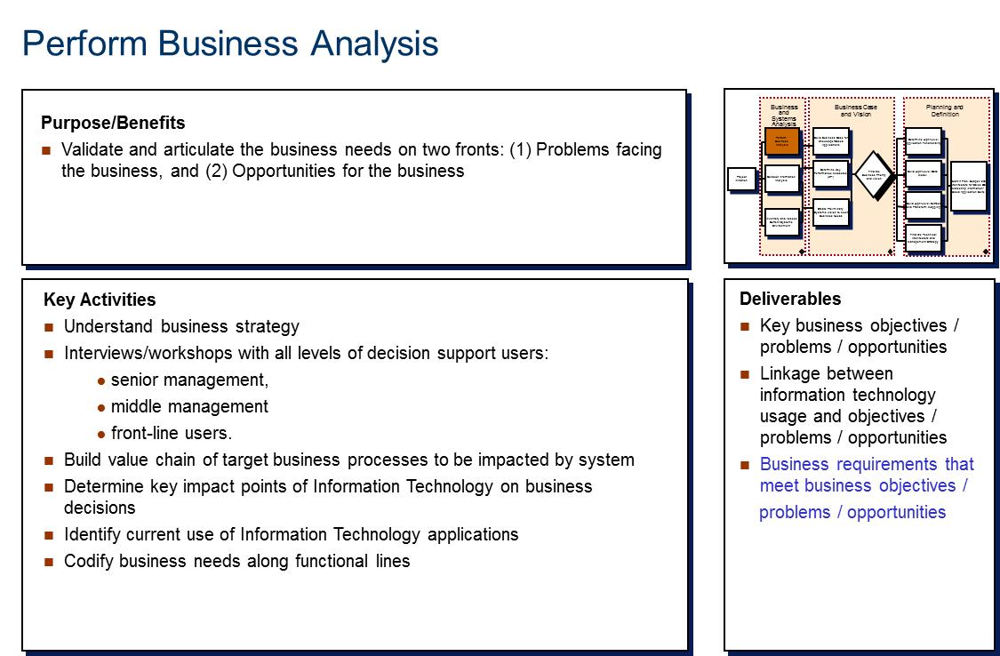 Perform Business Analysis
Purpose/Benefits
Validate and articulate the business needs on two fronts: (1) Problems facing
the business, and (2) Opportunities for the business
Business
and
Systems
Analysis
Business Case
and Vision
Planning and
Definition
Perform
Business
Analysis
Project
Initiation
Key Activities
Understand business strategy
Interviews/workshops with all levels of decision support users:
senior management,
middle management
front-line users.
Build value chain of target business processes to be impacted by system
Determine key impact points of Information Technology on business
decisions
Identify current use of Information Technology applications
Codify business needs along functional lines
Deliverables
Key business objectives /
problems / opportunities
Linkage between
information technology
usage and objectives /
problems / opportunities
Business requirements that
meet business objectives /
problems / opportunities